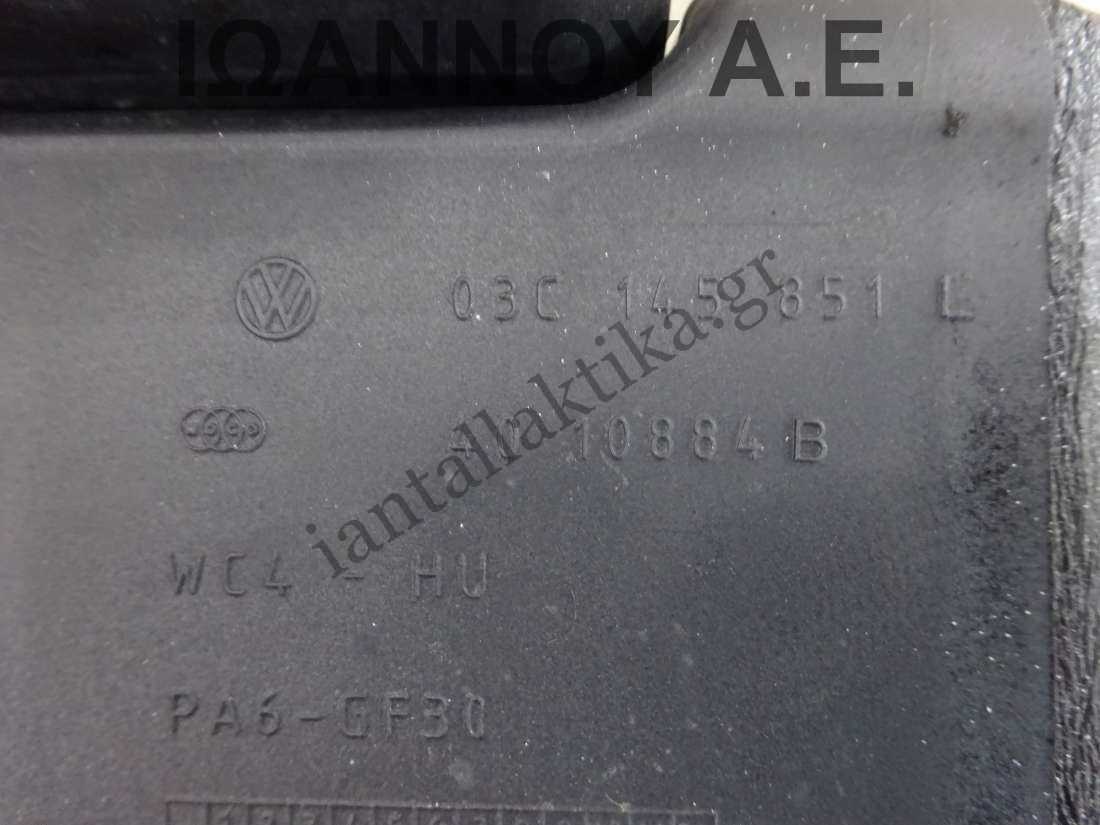 ΙΩΑΝΝΟΥ Α.Ε.
03C 145 851 L
10884 B
WC4 - HU
PA6-GF30
iantallaktika.gr